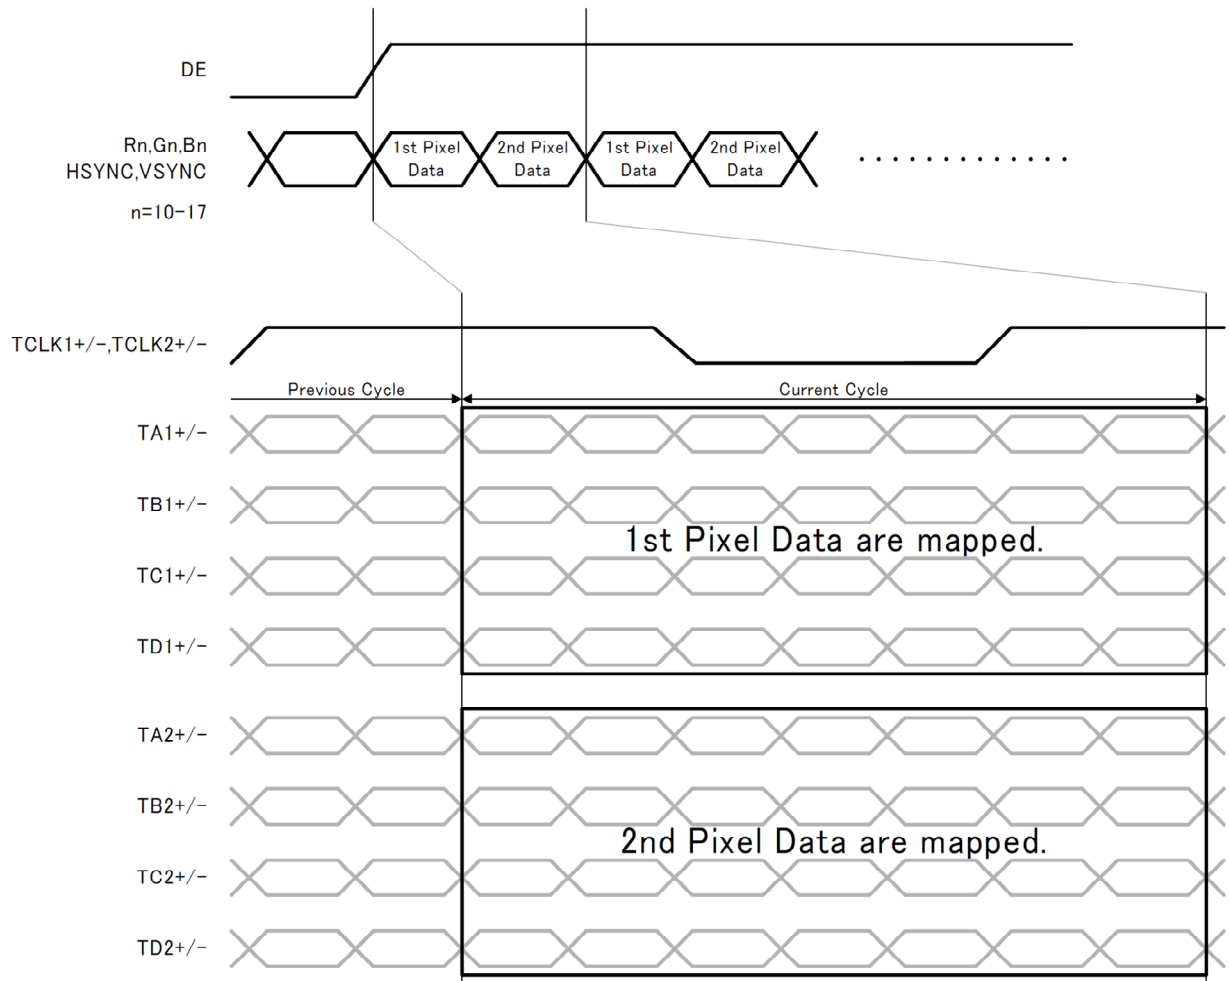 DE
Rn,Gn,Bn
HSYNC,VSYNC
n=10-17
1st Pixel
Data
2nd Pixel
Data
1st Pixel
Data
2nd Pixel
Data
TCLK1+/-,TCLK2+/-
Previous Cycle
Current Cycle
TA1+/-
TB1+/-
1st Pixel Data are mapped.
TC1+/-
TD1+/-
TA2+/-
TB2+/-
2nd Pixel Data are mapped.
TC2+/-
TD2+/-